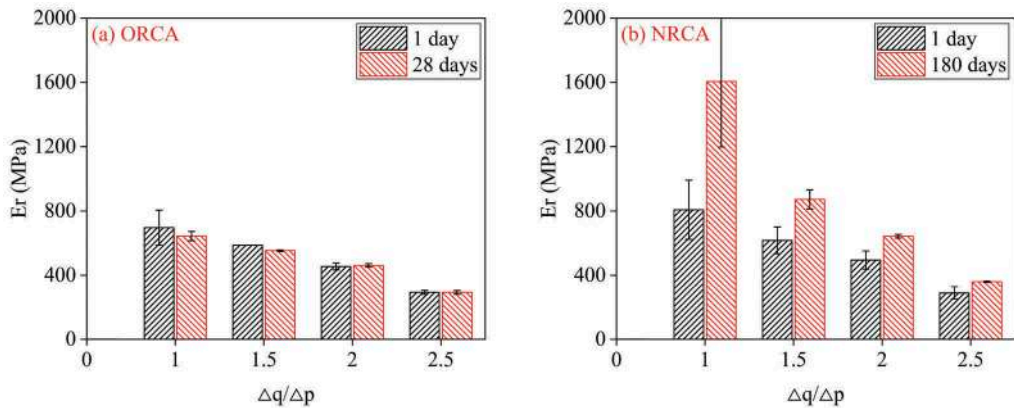 (a) ORCA
1 day
28 days
2000
1600
1200
800
400
0
Er (MPa)
0 1 1.5 2 2.5
△q/△p
(b) NRCA
1 day
180 days
2000
1600
1200
800
400
0
Er (MPa)
0 1 1.5 2 2.5
△q/△p